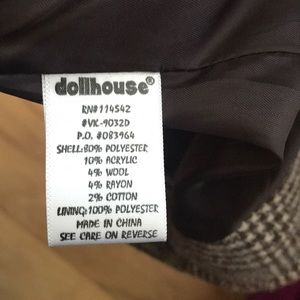 dollhouse®
RN#114542
#VK-9032D
P.O. #083964
SHELL:80% POLYESTER
10% ACRYLIC
4% WOOL
4% RAYON
2% COTTON
LINING:100% POLYESTER
MADE IN CHINA
SEE CARE ON REVERSE